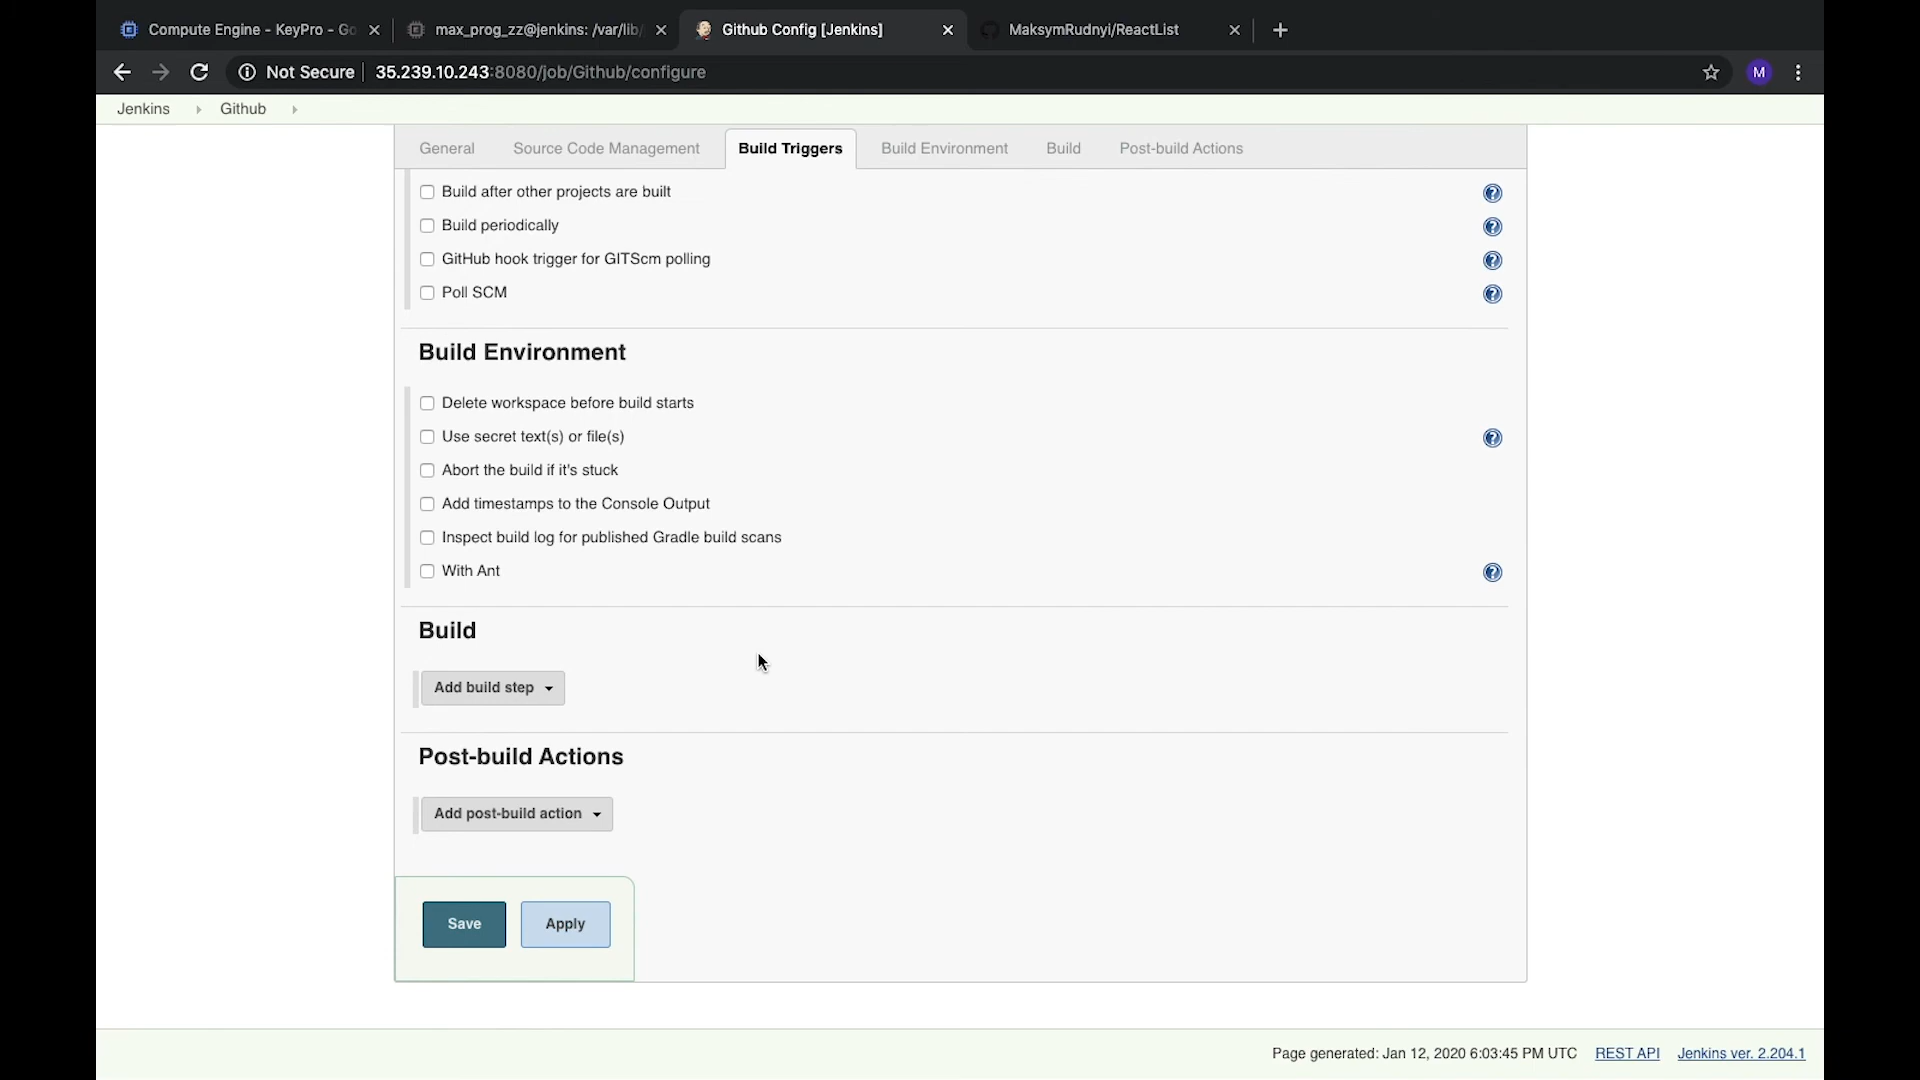 Compute Engine - KeyPro - Go
max_prog_zz@jenkins: /var/lib/
Github Config [Jenkins]
MaksymRudnyi/ReactList
Not Secure
35.239.10.243:8080/job/Github/configure
M
Jenkins
Github
General
Source Code Management
Build Triggers
Build Environment
Build
Post-build Actions
Build after other projects are built
Build periodically
GitHub hook trigger for GITScm polling
Poll SCM
Build Environment
Delete workspace before build starts
Use secret text(s) or file(s)
Abort the build if it's stuck
Add timestamps to the Console Output
Inspect build log for published Gradle build scans
With Ant
Build
Add build step
Post-build Actions
Add post-build action
Save
Apply
Page generated: Jan 12, 2020 6:03:45 PM UTC
REST API
Jenkins ver. 2.204.1